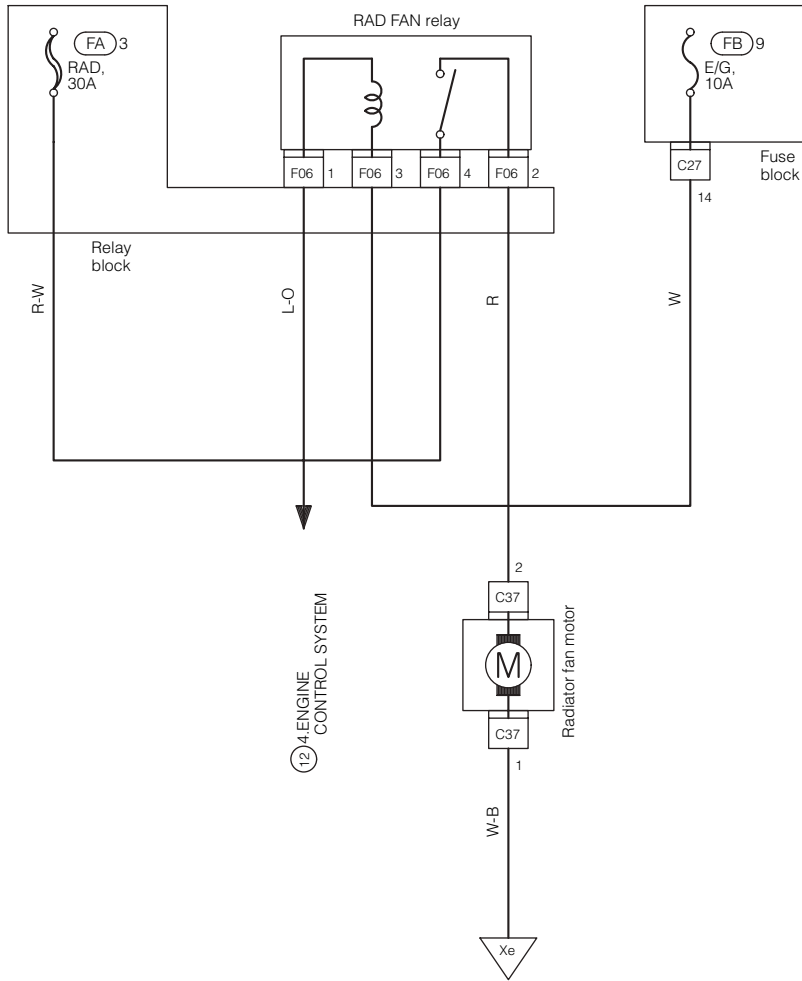 RAD FAN relay
FA 3
RAD,
30A
FB 9
E/G,
10A
F06 1
F06 3
F06 4
F06 2
C27
14
Fuse
block
Relay
block
R-W
L-O
R
W
2
C37
M
Radiator fan motor
C37
1
12 4.ENGINE
CONTROL SYSTEM
W-B
Xe